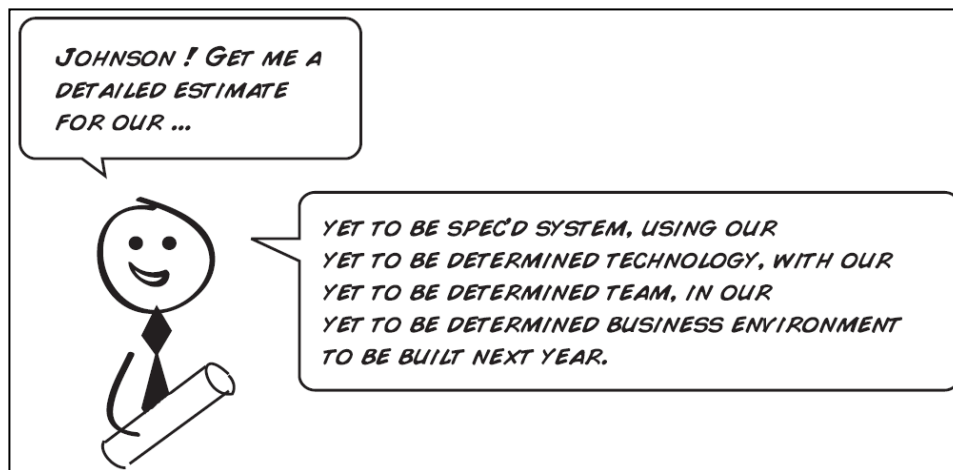 JOHNSON ! GET ME A
DETAILED ESTIMATE
FOR OUR ...
YET TO BE SPEC'D SYSTEM, USING OUR
YET TO BE DETERMINED TECHNOLOGY, WITH OUR
YET TO BE DETERMINED TEAM, IN OUR
YET TO BE DETERMINED BUSINESS ENVIRONMENT
TO BE BUILT NEXT YEAR.